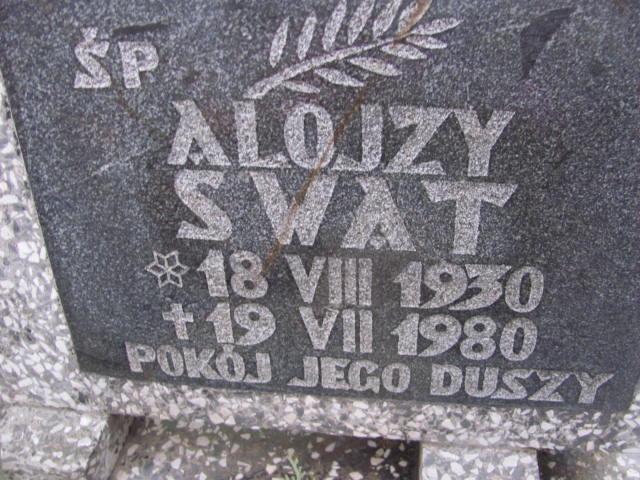 ŚP
ALOJZY
SWAT
18 VIII 1930
19 VII 1980
POKÓJ JEGO DUSZY